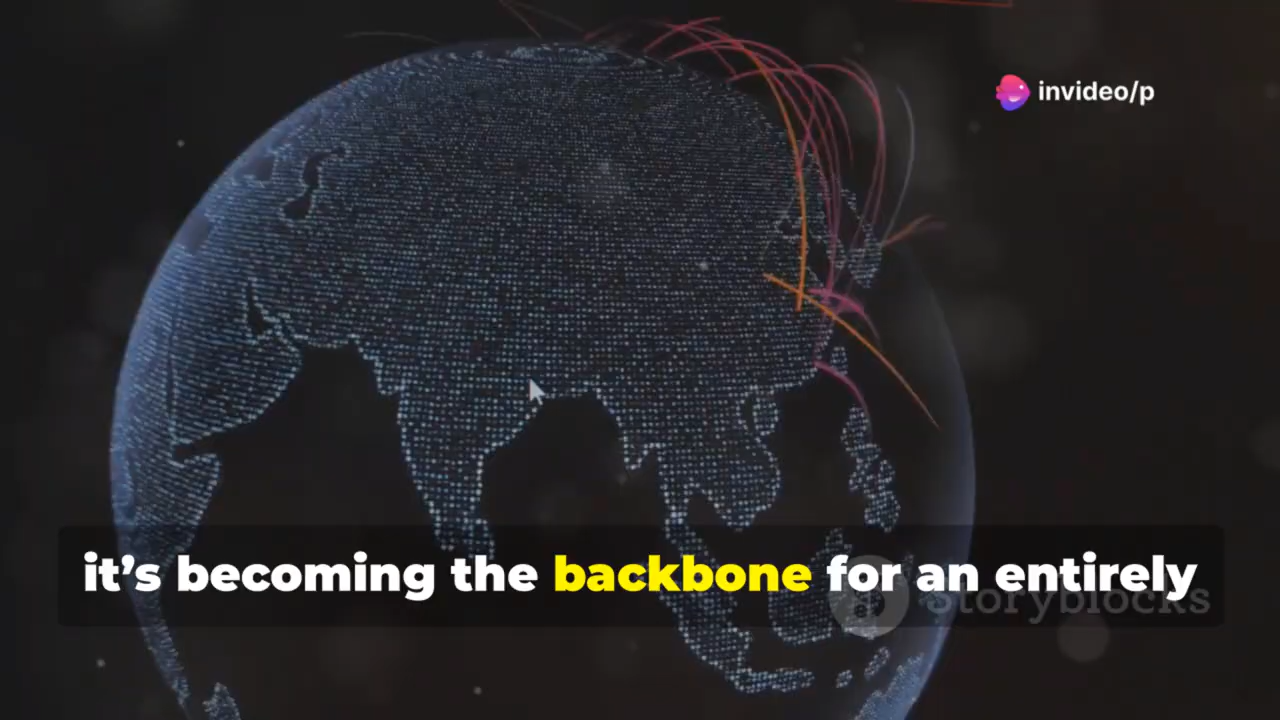 invideo/p
it's becoming the backbone for an entirely
Storyblocks